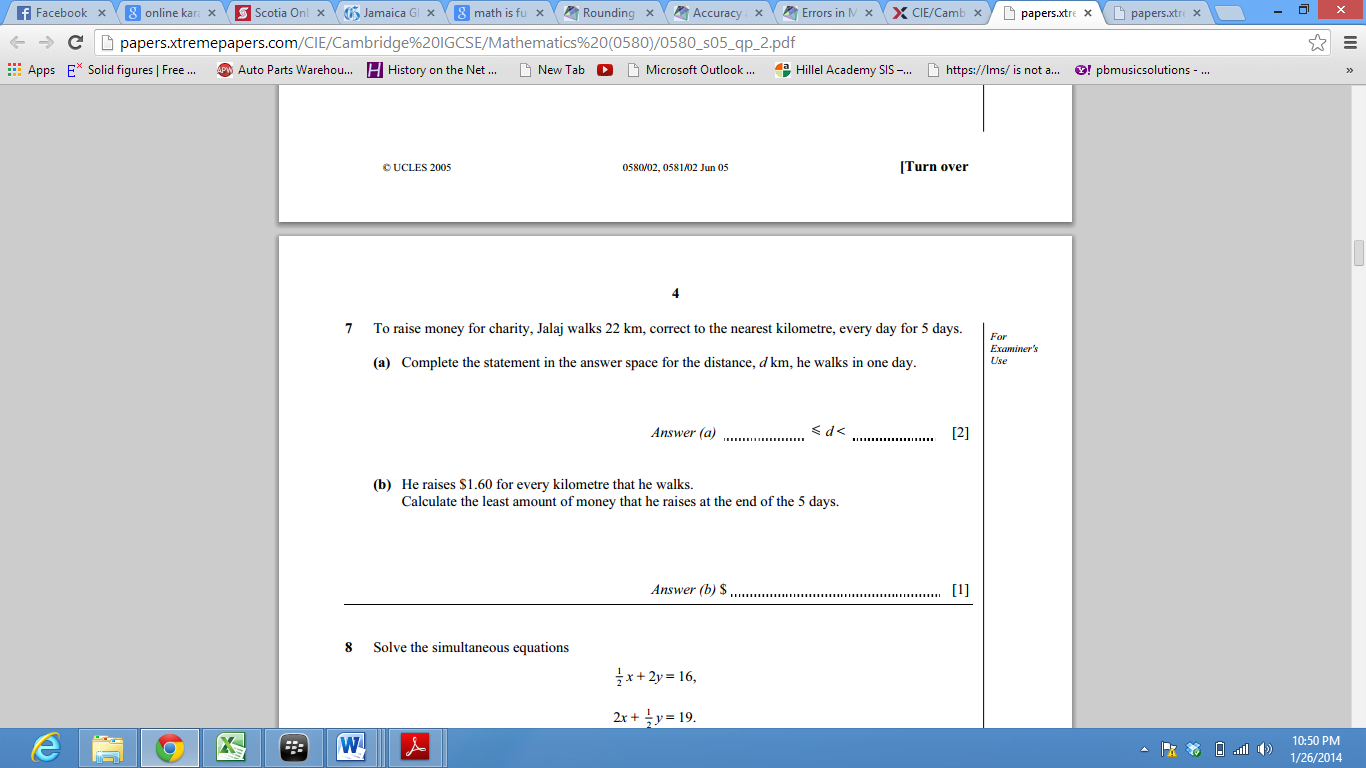 Facebook
online kar
Scotia Onl
Jamaica Gl
math is fu
Rounding
Accuracy
Errors in M
CIE/Camb
papers.xtre
papers.xtr
papers.xtremepapers.com/CIE/Cambridge%20IGCSE/Mathematics%20(0580)/0580_s05_qp_2.pdf
Apps Solid figures | Free ... Auto Parts Warehou... History on the Net ... New Tab Microsoft Outlook ... Hillel Academy SIS –... https://lms/ is not a... pbmusicsolutions - ... »
© UCLES 2005 0580/02, 0581/02 Jun 05 [Turn over
4
7 To raise money for charity, Jalaj walks 22 km, correct to the nearest kilometre, every day for 5 days.
For
Examiner's
Use
(a) Complete the statement in the answer space for the distance, d km, he walks in one day.
Answer (a) .................... ⩽ d < .................... [2]
(b) He raises $1.60 for every kilometre that he walks.
Calculate the least amount of money that he raises at the end of the 5 days.
Answer (b) $ .................................................... [1]
8 Solve the simultaneous equations
½x + 2y = 16,
2x + ½y = 19.
10:50 PM
1/26/2014